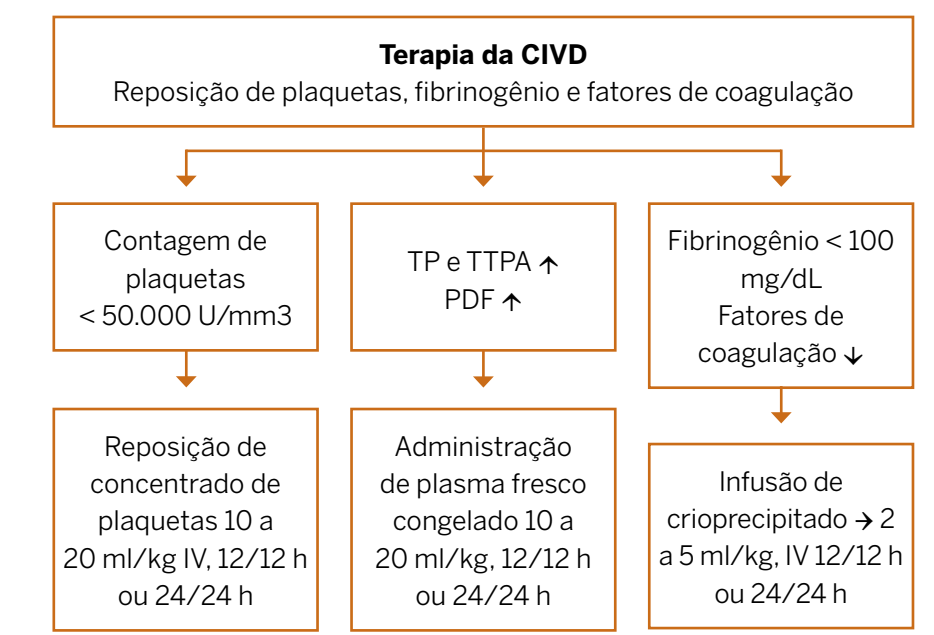 Terapia da CIVD
Reposição de plaquetas, fibrinogênio e fatores de coagulação
Contagem de
plaquetas
< 50.000 U/mm3
TP e TTPA ↑
PDF ↑
Fibrinogênio < 100
mg/dL
Fatores de
coagulação ↓
Reposição de
concentrado de
plaquetas 10 a
20 ml/kg IV, 12/12 h
ou 24/24 h
Administração
de plasma fresco
congelado 10 a
20 ml/kg, 12/12 h
ou 24/24 h
Infusão de
crioprecipitado → 2
a 5 ml/kg, IV 12/12 h
ou 24/24 h